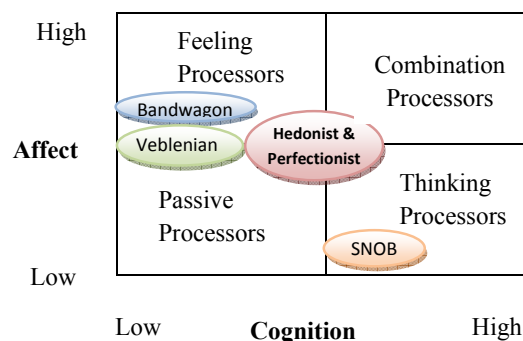 High
Feeling
Processors
Combination
Processors
Bandwagon
Affect
Veblenian
Hedonist &
Perfectionist
Passive
Processors
Thinking
Processors
SNOB
Low
Low
Cognition
High